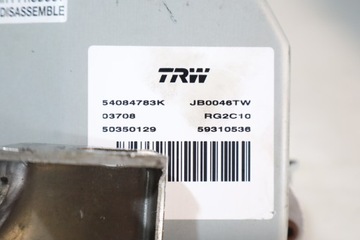 DISASSEMBLE
TRW
54084783K JB0046TW
03708 RG2C10
50350129 59310536